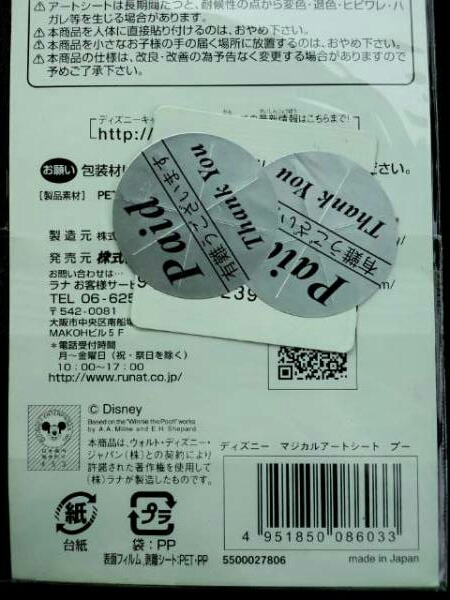 アートシートは長期間たつと、耐候性の点から変色・退色・ヒビワレ・ハ
ガレ等を生じる場合があります。
本商品を人体に直接貼り付けるのは、おやめ下さい。
本商品を小さなお子様の手の届く場所に放置するのは、おやめ下さい。
本商品の仕様は、改良・改善の為予告なく変更する場合がありますので
予めご了承下さい。
ディズニーキャ
の最新情報はこちらまで!
http://
お願い 包装材
ください。
[製品素材] PET
製造元 株式
発売元 株式
お問い合わせは…
ラナ お客様サー
TEL 06-625
239
〒542-0081
大阪市中央区南船場
MAKOHビル5F
*電話受付時間
月~金曜日(祝・祭日を除く)
10:00~17:00
http://www.runat.co.jp/
Paid
有難うございます
Thank You
Paid
有難うございい
Thank You
© Disney
Based on the "Winnie the Pooh" works
by A.A. Milne and E.H. Shepard.
本商品は、ウォルト・ディズニー・
ジャパン(株)との契約により
許諾された著作権を使用して
(株)ラナが製造したものです。
ディズニー マジカルアートシート プー
4 951850 086033
紙
台紙
プラ
袋:PP
表面フィルム,剥離シート:PET・PP
5500027806
made in Japan